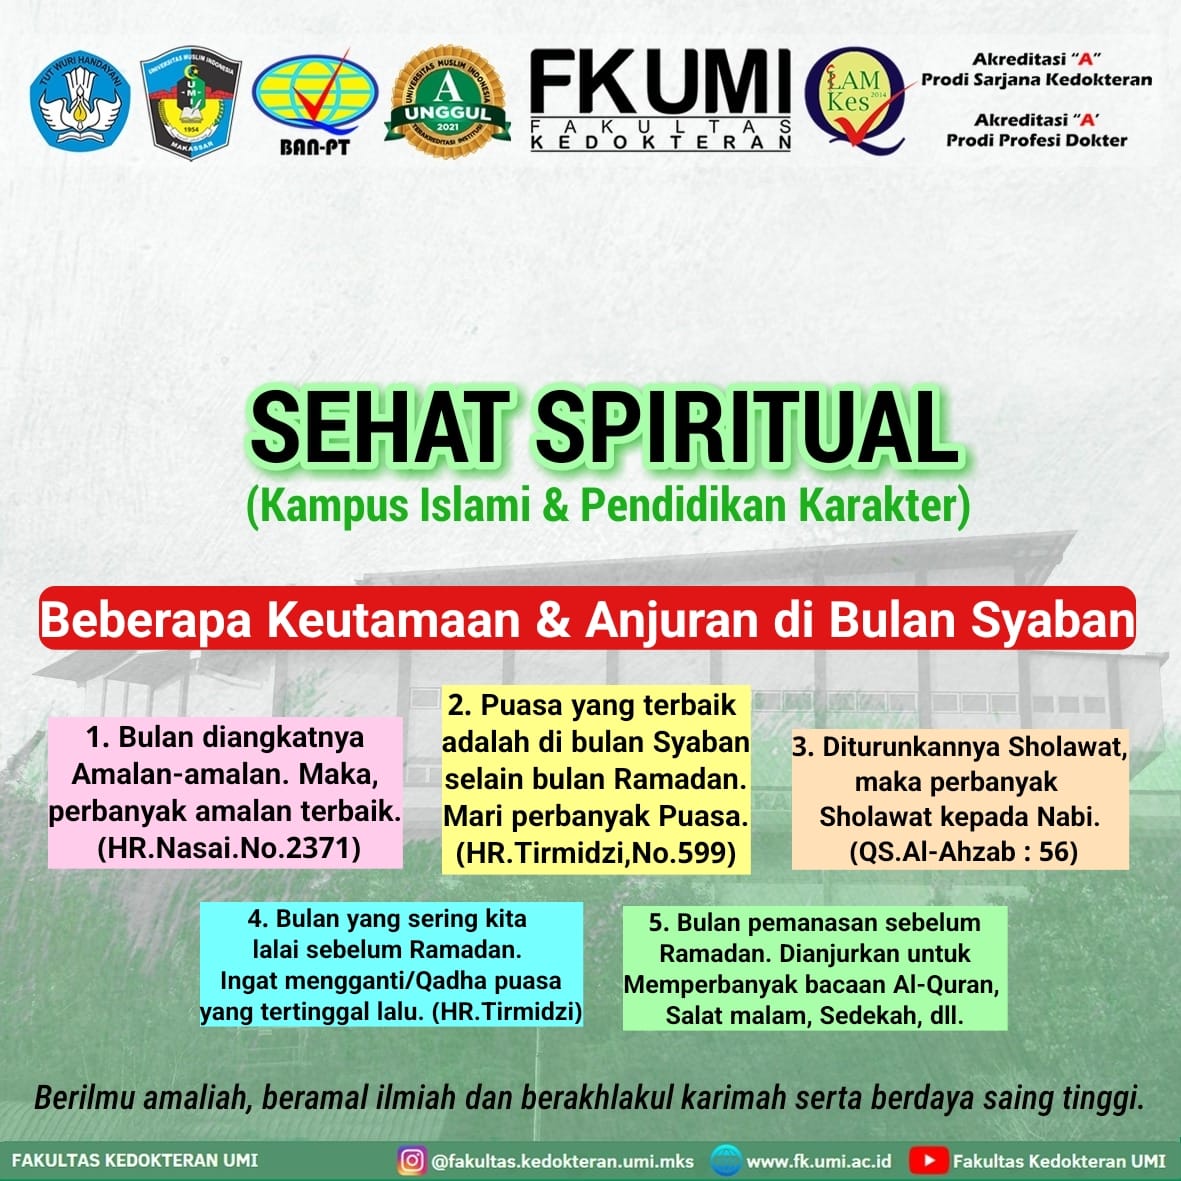 TUT WURI HANDAYANI
UNIVERSITAS MUSLIM INDONESIA
U-M-I
1954
MAKASSAR
BAN-PT
UNIVERSITAS MUSLIM INDONESIA
A
UNGGUL
2021
TERAKREDITASI INSTITUSI
FKUMI
FAKULTAS
KEDOKTERAN
LAM
Kes
2014
Akreditasi “A”
Prodi Sarjana Kedokteran
Akreditasi “A’
Prodi Profesi Dokter
SEHAT SPIRITUAL
(Kampus Islami & Pendidikan Karakter)
Beberapa Keutamaan & Anjuran di Bulan Syaban
1. Bulan diangkatnya
Amalan-amalan. Maka,
perbanyak amalan terbaik.
(HR.Nasai.No.2371)
2. Puasa yang terbaik
adalah di bulan Syaban
selain bulan Ramadan.
Mari perbanyak Puasa.
(HR.Tirmidzi,No.599)
3. Diturunkannya Sholawat,
maka perbanyak
Sholawat kepada Nabi.
(QS.Al-Ahzab : 56)
4. Bulan yang sering kita
lalai sebelum Ramadan.
Ingat mengganti/Qadha puasa
yang tertinggal lalu. (HR.Tirmidzi)
5. Bulan pemanasan sebelum
Ramadan. Dianjurkan untuk
Memperbanyak bacaan Al-Quran,
Salat malam, Sedekah, dll.
Berilmu amaliah, beramal ilmiah dan berakhlakul karimah serta berdaya saing tinggi.
FAKULTAS KEDOKTERAN UMI
@fakultas.kedokteran.umi.mks
www.fk.umi.ac.id
Fakultas Kedokteran UMI